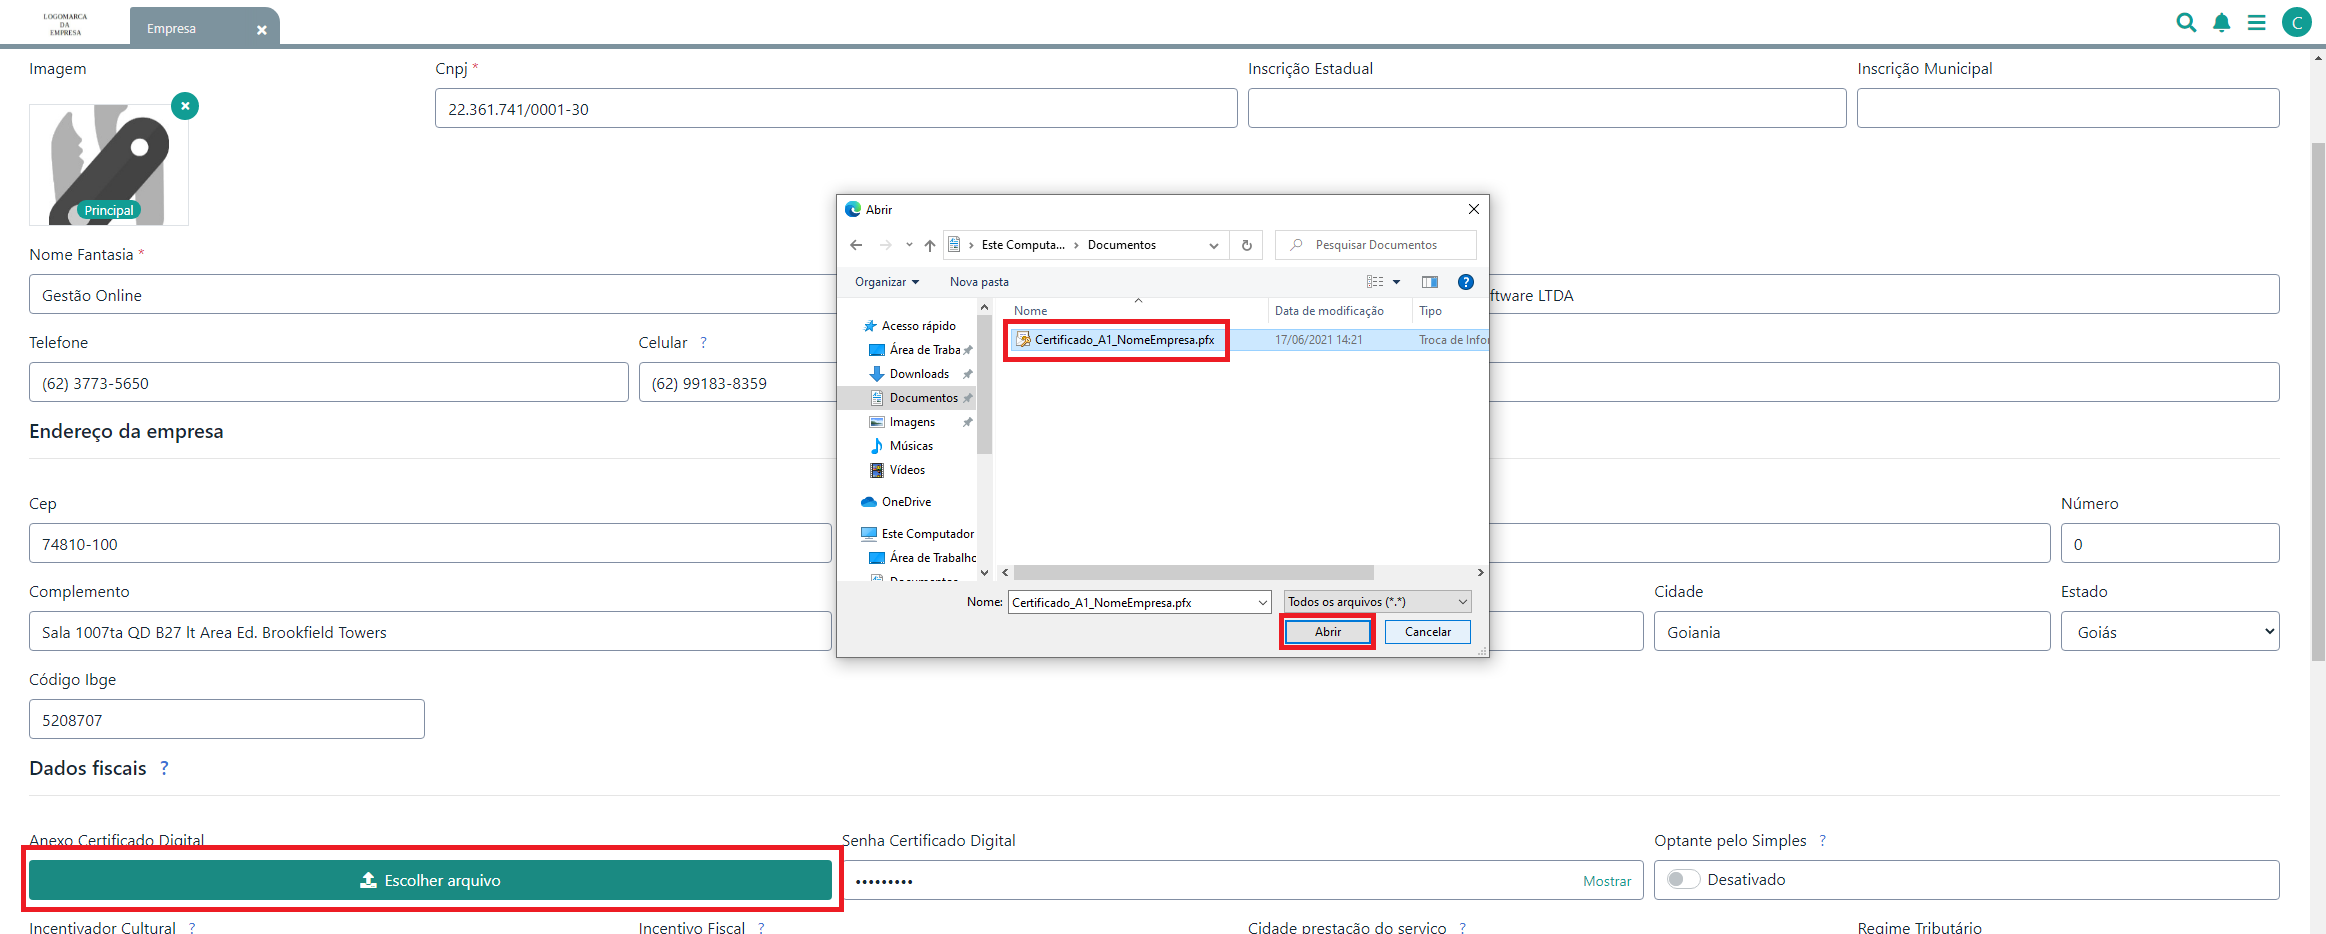 LOGOMARCA
DA
EMPRESA
Empresa
C
Imagem
Cnpj *
Inscrição Estadual
Inscrição Municipal
22.361.741/0001-30
Principal
Nome Fantasia *
Gestão Online
ftware LTDA
Telefone
Celular ?
(62) 3773-5650
(62) 99183-8359
Endereço da empresa
Cep
Número
74810-100
0
Complemento
Cidade
Estado
Sala 1007ta QD B27 lt Area Ed. Brookfield Towers
Goiania
Goiás
Código Ibge
5208707
Dados fiscais ?
Anexo Certificado Digital
Senha Certificado Digital
Optante pelo Simples ?
Escolher arquivo
•••••••••
Mostrar
Desativado
Incentivador Cultural ?
Incentivo Fiscal ?
Cidade prestação do serviço ?
Regime Tributário
Abrir
Este Computa... > Documentos
Pesquisar Documentos
Organizar
Nova pasta
?
Nome
Data de modificação
Tipo
Certificado_A1_NomeEmpresa.pfx
17/06/2021 14:21
Troca de Infor
Acesso rápido
Área de Traba
Downloads
Documentos
Imagens
Músicas
Vídeos
OneDrive
Este Computador
Área de Trabalho
Documentos
Nome:
Certificado_A1_NomeEmpresa.pfx
Todos os arquivos (*.*)
Abrir
Cancelar